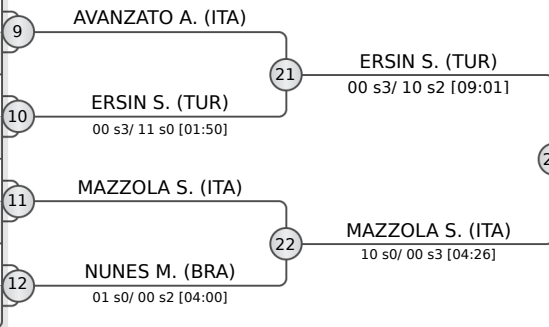 AVANZATO A. (ITA)
9
21
ERSIN S. (TUR)
00 s3/ 10 s2 [09:01]
ERSIN S. (TUR)
10
00 s3/ 11 s0 [01:50]
MAZZOLA S. (ITA)
11
22
MAZZOLA S. (ITA)
10 s0/ 00 s3 [04:26]
NUNES M. (BRA)
12
01 s0/ 00 s2 [04:00]